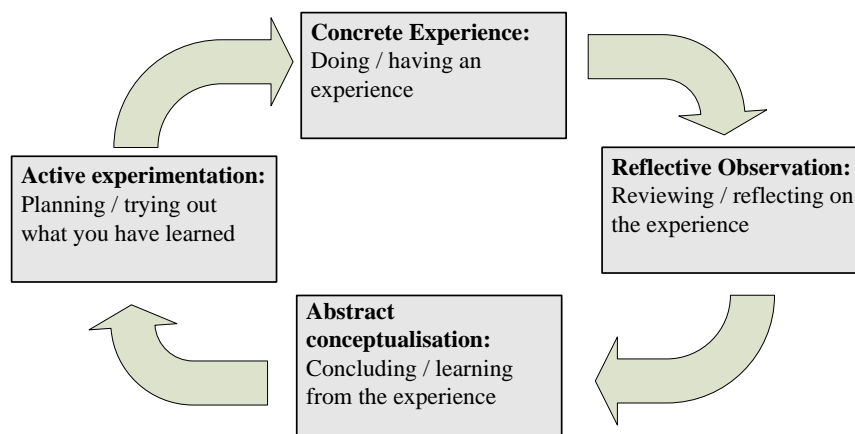 Concrete Experience:
Doing / having an
experience
Active experimentation:
Planning / trying out
what you have learned
Reflective Observation:
Reviewing / reflecting on
the experience
Abstract
conceptualisation:
Concluding / learning
from the experience